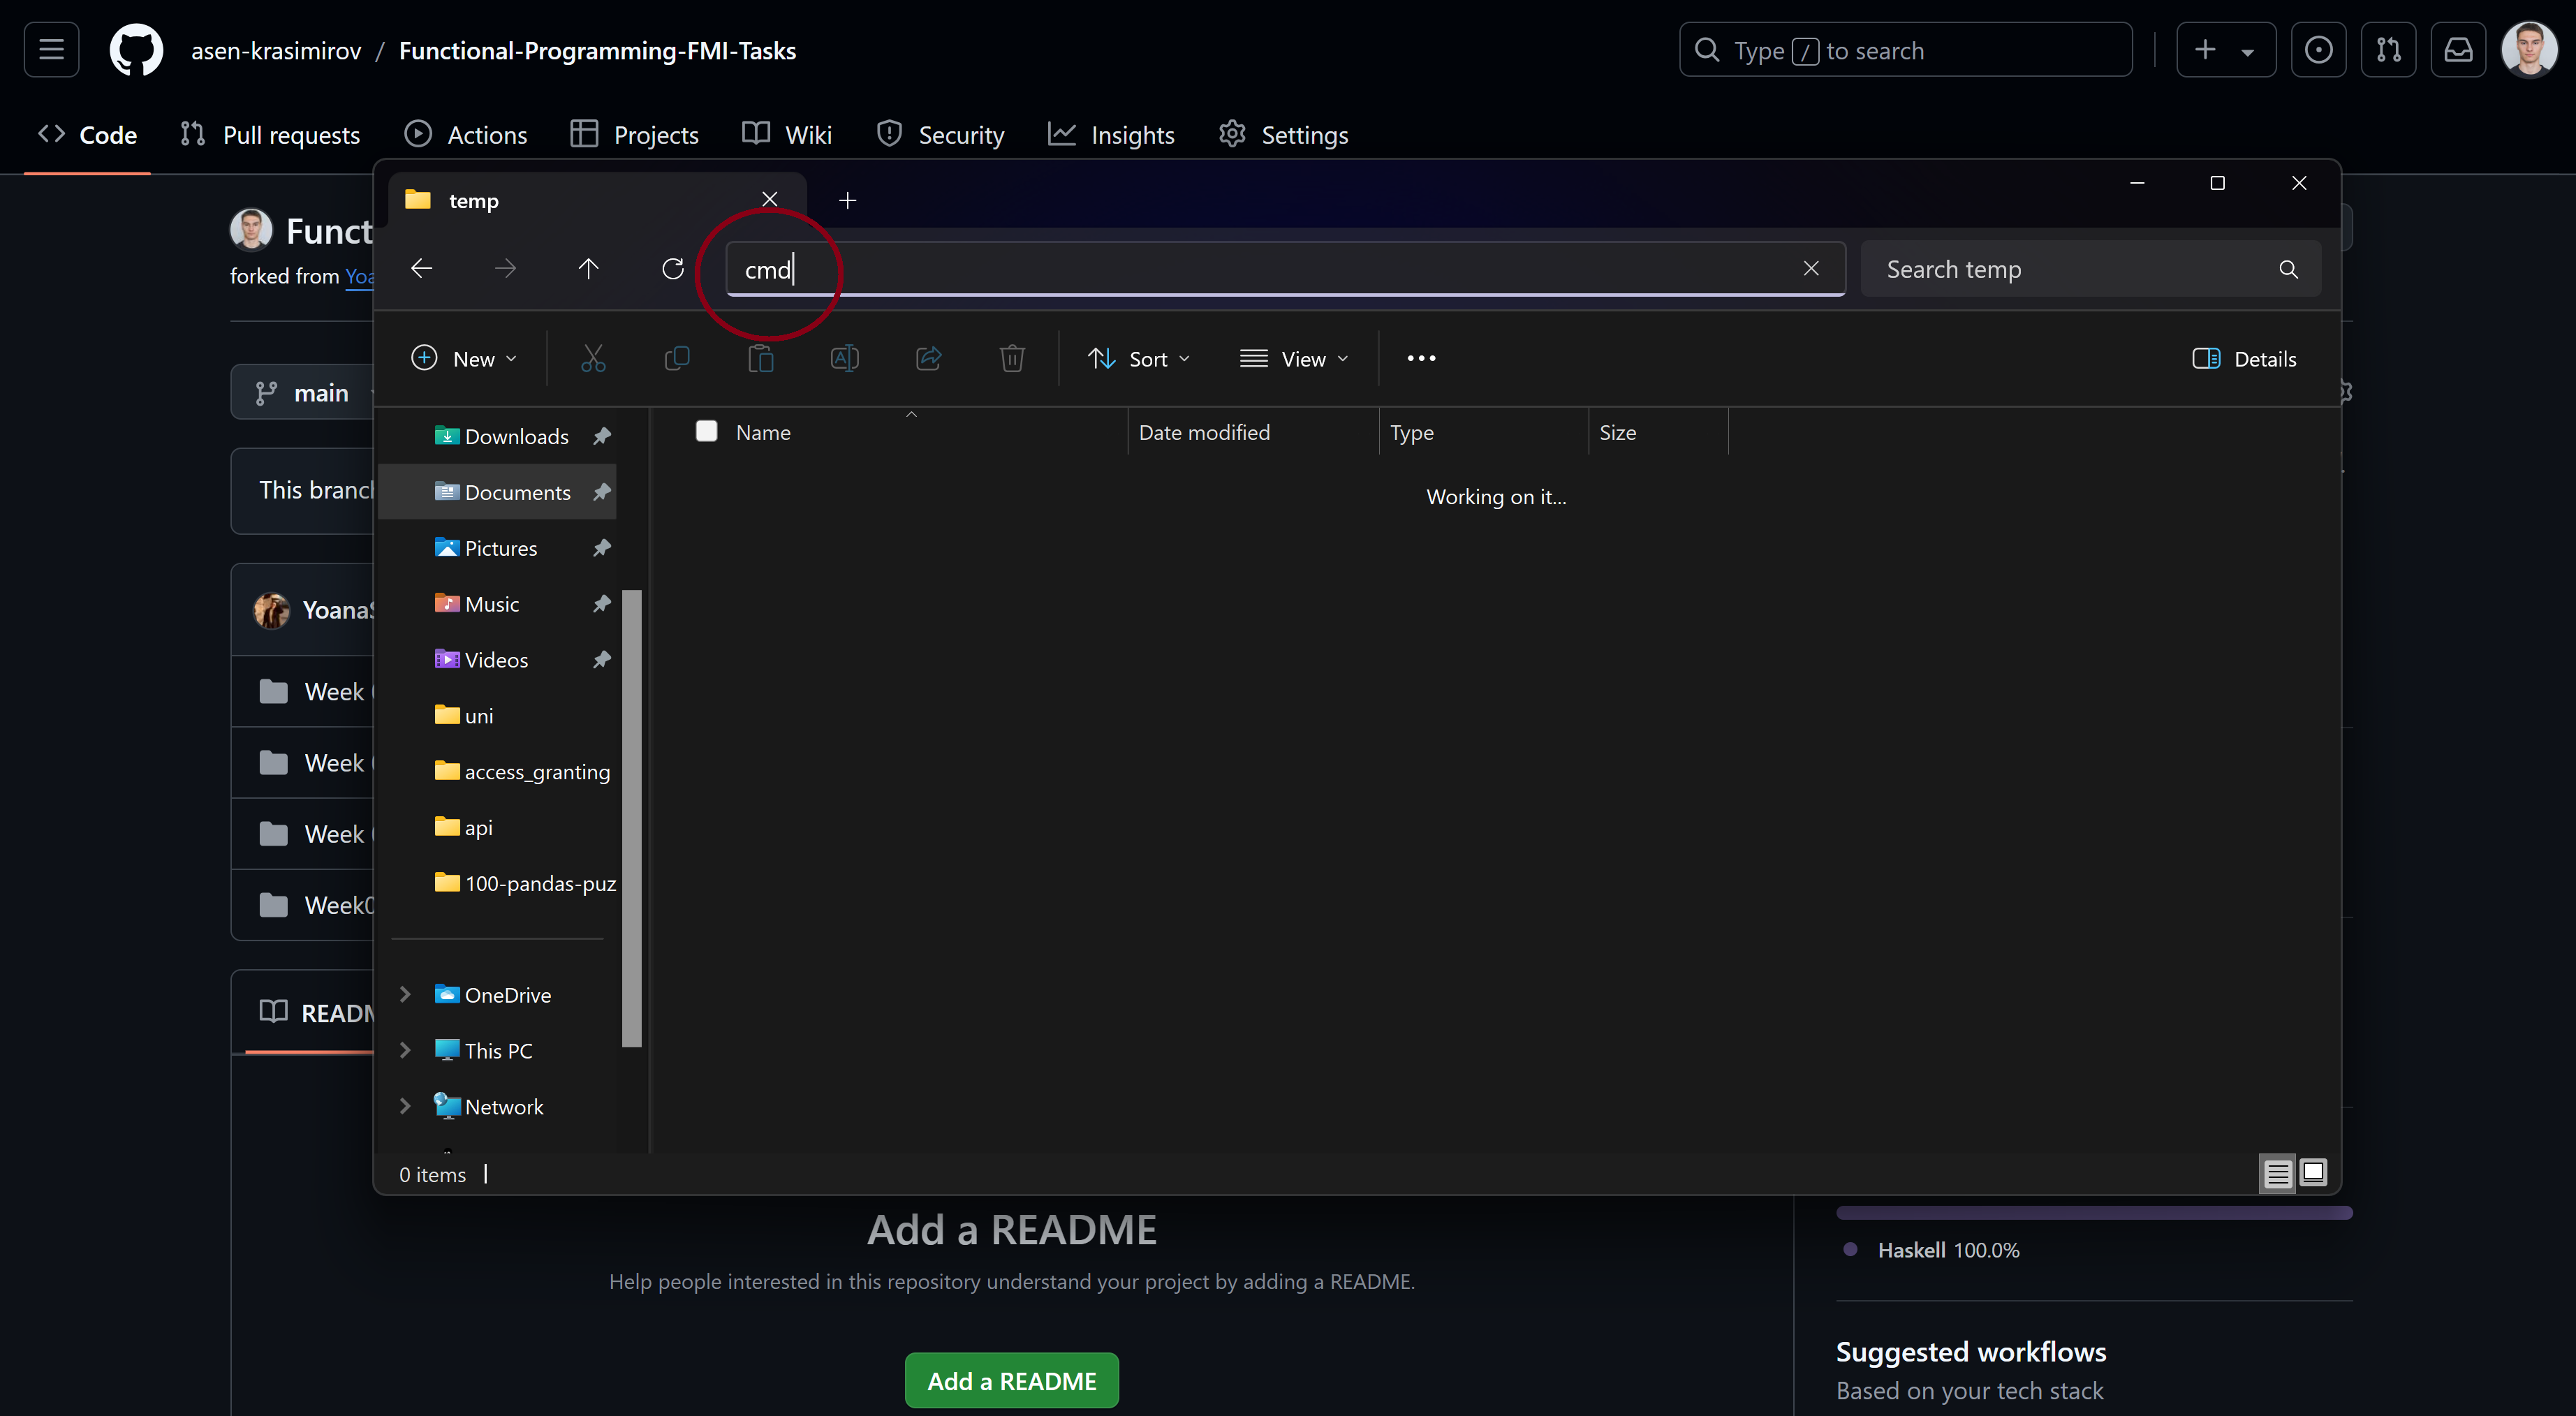 asen-krasimirov / Functional-Programming-FMI-Tasks
Type / to search
Code
Pull requests
Actions
Projects
Wiki
Security
Insights
Settings
temp
Funct
forked from Yoa
cmd
Search temp
New
Sort
View
Details
main
Downloads
Name
Date modified
Type
Size
This branch
Documents
Working on it...
Pictures
Music
YoanaS
Videos
Week
uni
Week
access_granting
Week
api
Week0
100-pandas-puz
OneDrive
READM
This PC
Network
0 items
Add a README
Help people interested in this repository understand your project by adding a README.
Add a README
Haskell 100.0%
Suggested workflows
Based on your tech stack